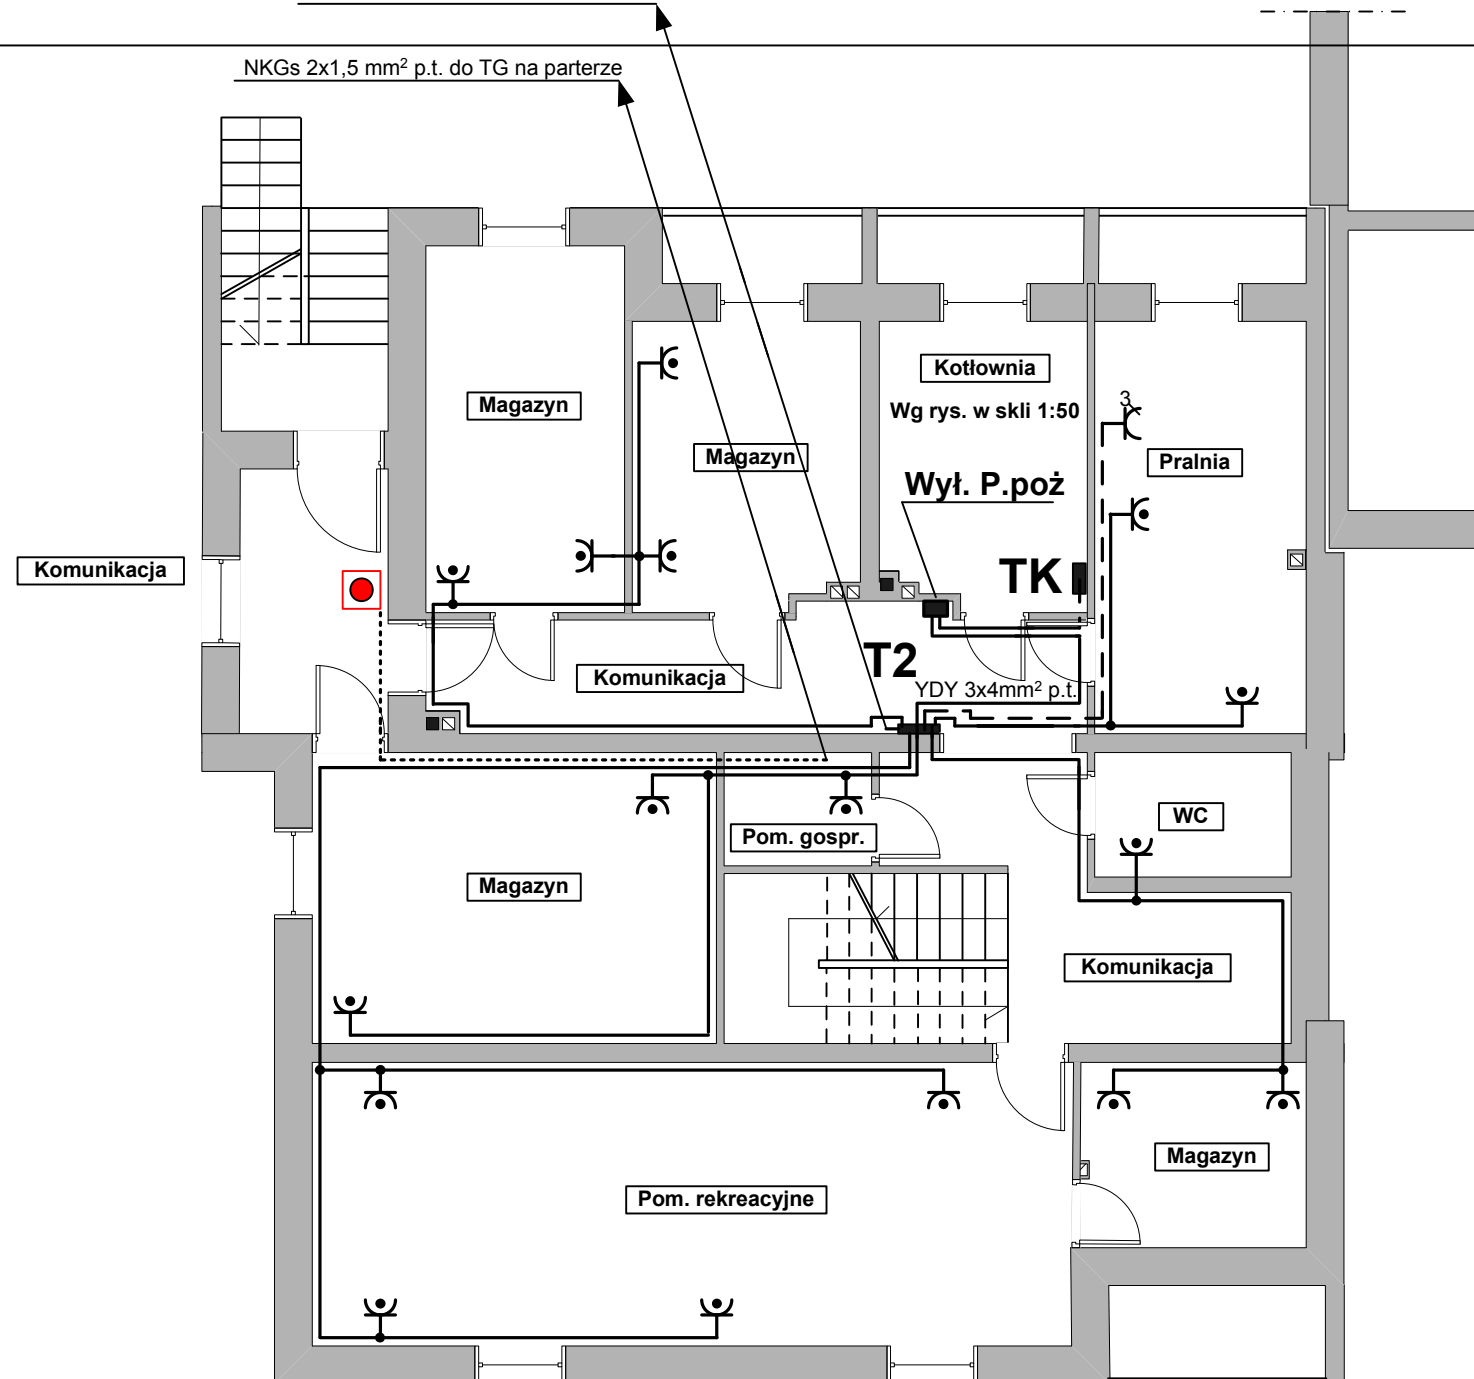 NKGs 2x1,5 mm² p.t. do TG na parterze
Kotłownia
Wg rys. w skli 1:50
3
Magazyn
Magazyn
Pralnia
Wył. P.poż
Komunikacja
TK
T2
Komunikacja
YDY 3x4mm² p.t.
WC
Pom. gospr.
Magazyn
Komunikacja
Magazyn
Pom. rekreacyjne